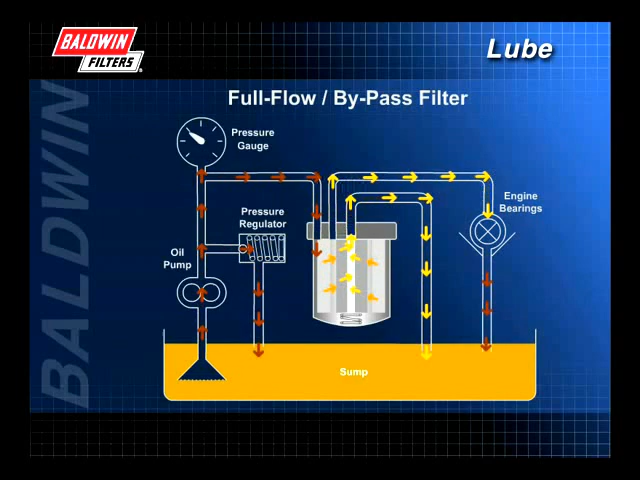 BALDWIN
FILTERS
Lube
Full-Flow / By-Pass Filter
Pressure
Gauge
Engine
Bearings
Pressure
Regulator
Oil
Pump
Sump
BALDWIN